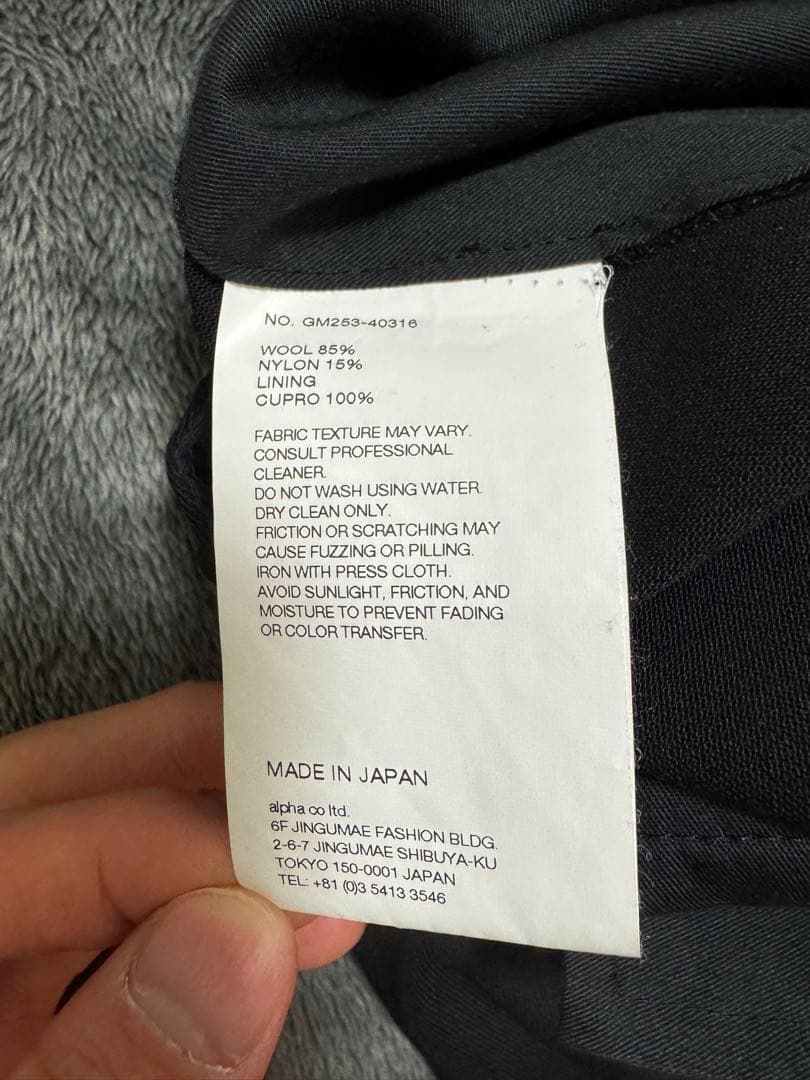 No. GM253-40316
WOOL 85%
NYLON 15%
LINING
CUPRO 100%
FABRIC TEXTURE MAY VARY.
CONSULT PROFESSIONAL
CLEANER.
DO NOT WASH USING WATER.
DRY CLEAN ONLY.
FRICTION OR SCRATCHING MAY
CAUSE FUZZING OR PILLING.
IRON WITH PRESS CLOTH.
AVOID SUNLIGHT, FRICTION, AND
MOISTURE TO PREVENT FADING
OR COLOR TRANSFER.
MADE IN JAPAN
alpha co ltd.
6F JINGUMAE FASHION BLDG.
2-6-7 JINGUMAE SHIBUYA-KU
TOKYO 150-0001 JAPAN
TEL: +81 (0)3 5413 3546